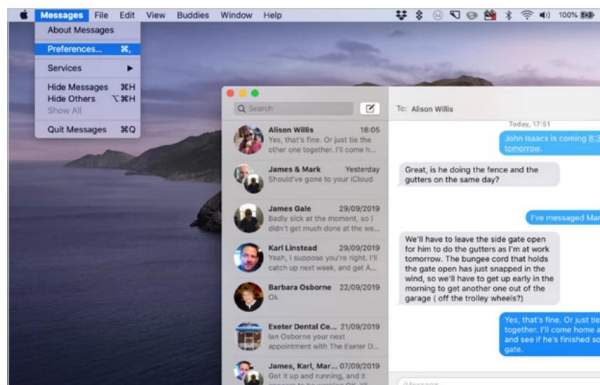 Messages File Edit View Buddies Window Help 100%
About Messages
Preferences... ⌘,
Services
Hide Messages ⌘H
Hide Others ⌥⌘H
Show All
Quit Messages ⌘Q
Search
To: Alison Willis
Alison Willis 18:05
Yes, that's fine. Or just tie the
other one together. I'll come h...
James & Mark Yesterday
Should've gone to your iCloud
James Gale 29/09/2019
Badly sick at the moment, so I
didn't get much done at the we...
Karl Linstead 29/09/2019
Yeah, I suppose you're right. I'll
catch up next week, and get A...
Barbara Osborne 22/09/2019
Ok
Exeter Dental Ce... 21/09/2019
Ian Osborne your next
appointment with The Exeter D...
James, Karl, Mar... 07/09/2019
Got it up and running, and it
Today, 17:51
John Haacs is coming 8:3
tomorrow.
Great, is he doing the fence and the
gutters on the same day?
I've messaged Mar
We'll have to leave the side gate open
for him to do the gutters as I'm at work
tomorrow. The bungee cord that holds
the gate open has just snapped in the
wind, so we'll have to get up early in the
morning to get another one out of the
garage ( off the trolley wheels?)
Yes, that's fine. Or just tie
together. I'll come home a
and see if he's finished so
gate.
iMessage